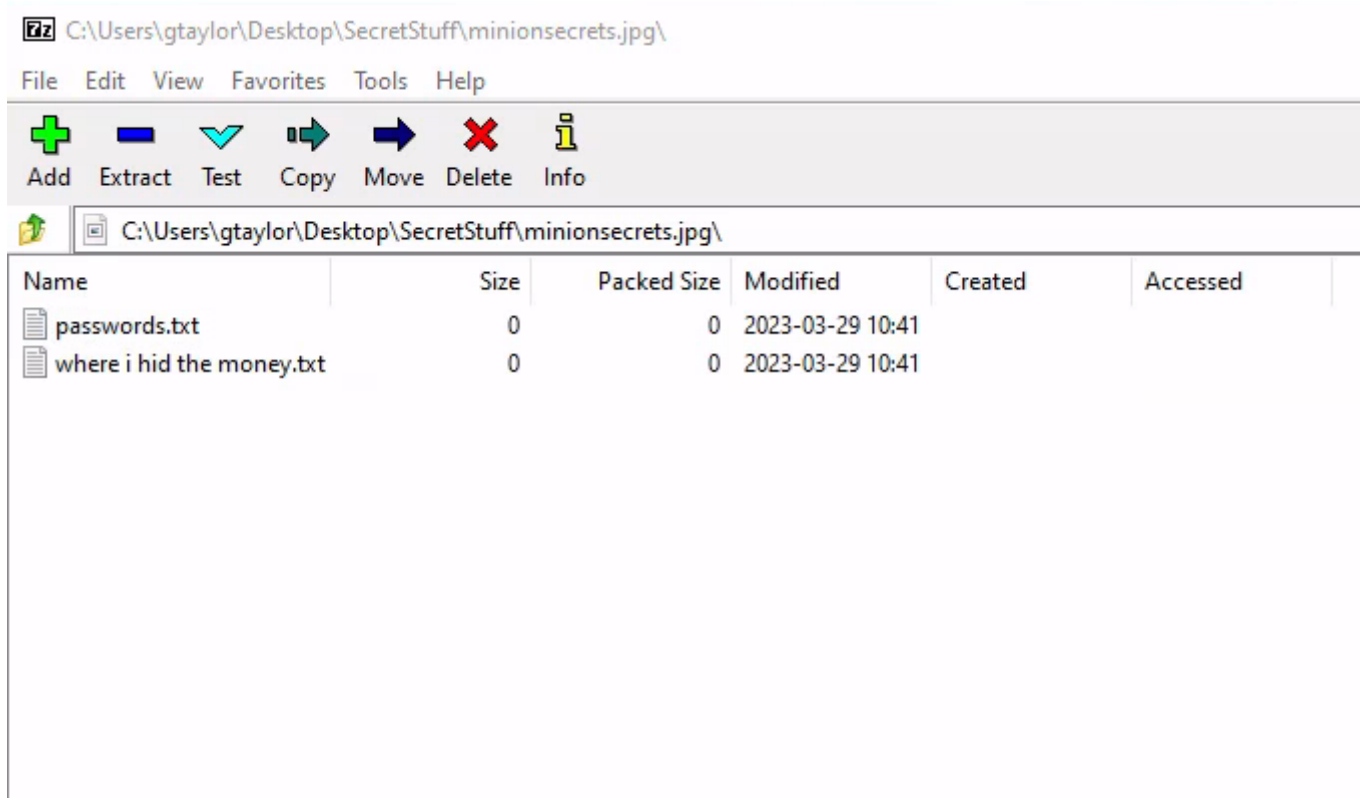 7z C:\Users\gtaylor\Desktop\SecretStuff\minionsecrets.jpg\
File Edit View Favorites Tools Help
Add Extract Test Copy Move Delete Info
C:\Users\gtaylor\Desktop\SecretStuff\minionsecrets.jpg\
Name Size Packed Size Modified Created Accessed
passwords.txt 0 0 2023-03-29 10:41
where i hid the money.txt 0 0 2023-03-29 10:41